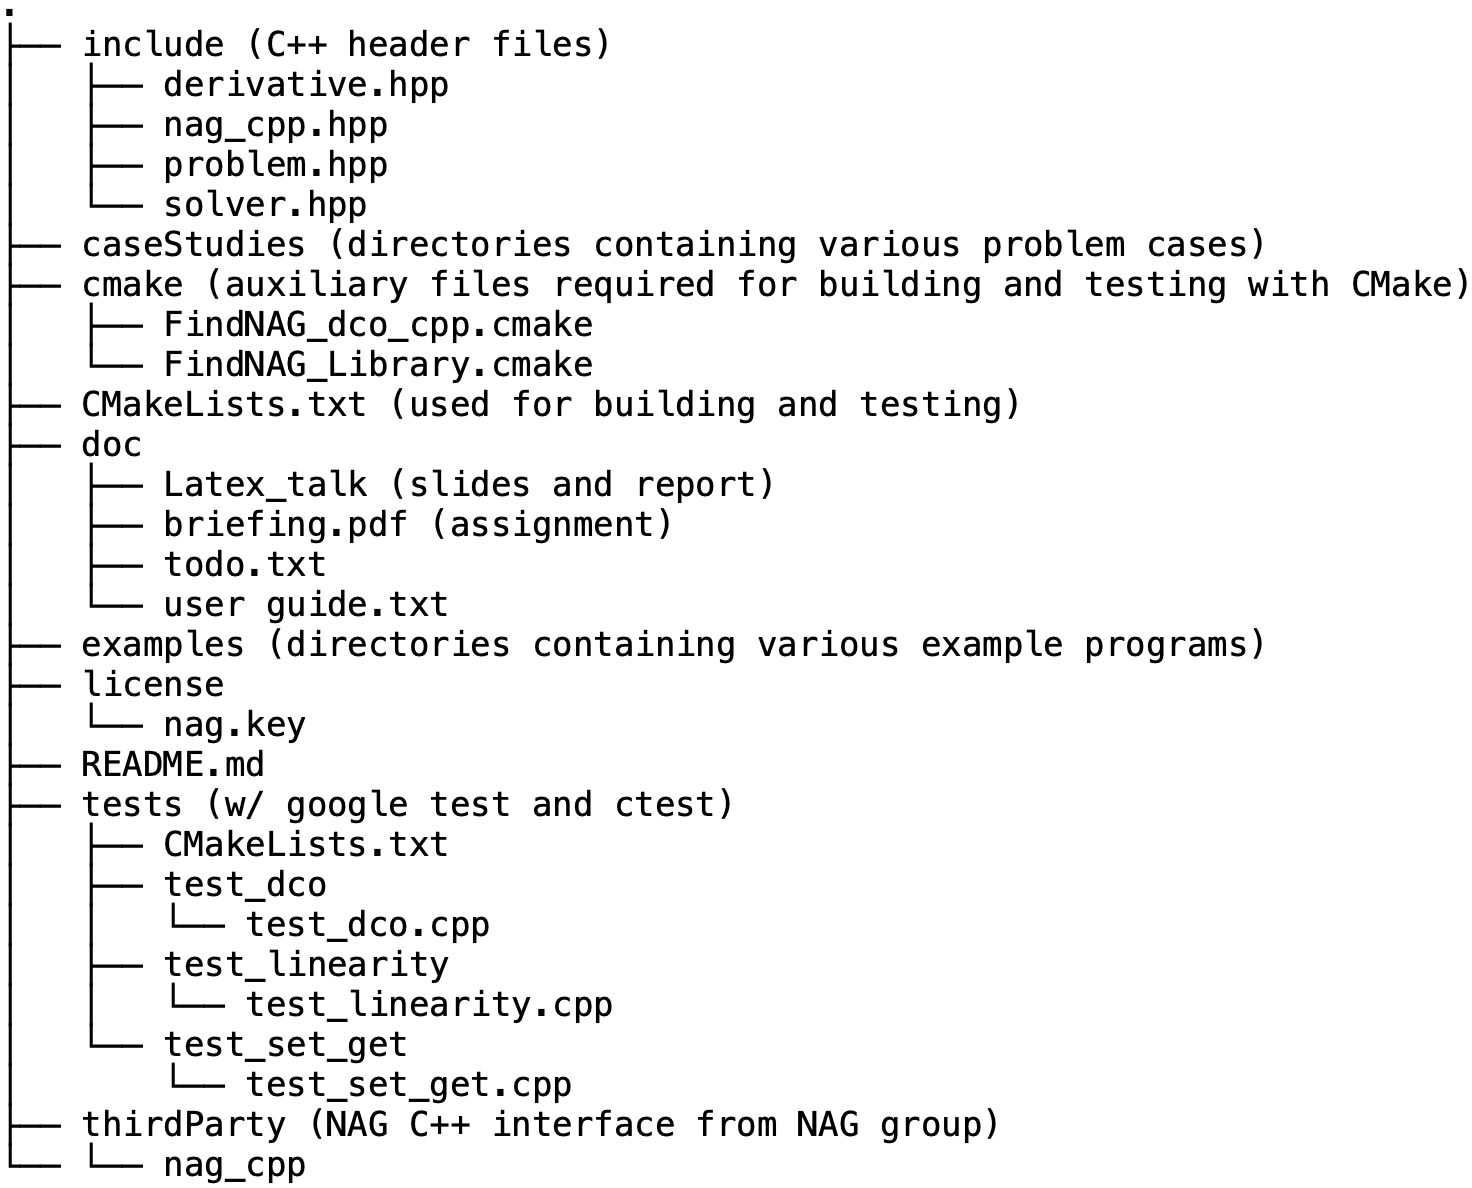 .
├── include (C++ header files)
│   ├── derivative.hpp
│   ├── nag_cpp.hpp
│   ├── problem.hpp
│   └── solver.hpp
├── caseStudies (directories containing various problem cases)
├── cmake (auxiliary files required for building and testing with CMake)
│   ├── FindNAG_dco_cpp.cmake
│   └── FindNAG_Library.cmake
├── CMakeLists.txt (used for building and testing)
├── doc
│   ├── Latex_talk (slides and report)
│   ├── briefing.pdf (assignment)
│   ├── todo.txt
│   └── user guide.txt
├── examples (directories containing various example programs)
├── license
│   └── nag.key
├── README.md
├── tests (w/ google test and ctest)
│   ├── CMakeLists.txt
│   ├── test_dco
│   │   └── test_dco.cpp
│   ├── test_linearity
│   │   └── test_linearity.cpp
│   └── test_set_get
│       └── test_set_get.cpp
├── thirdParty (NAG C++ interface from NAG group)
└── └── nag_cpp